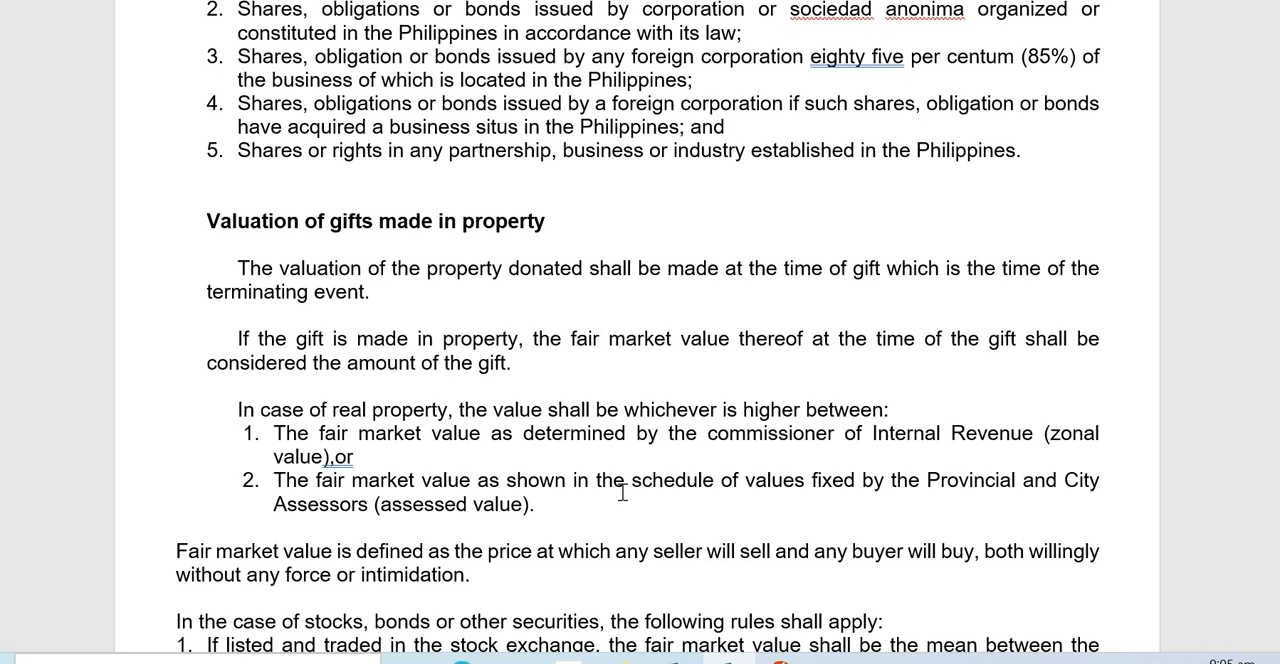 2. Shares, obligations or bonds issued by corporation or sociedad anonima organized or
constituted in the Philippines in accordance with its law;
3. Shares, obligation or bonds issued by any foreign corporation eighty five per centum (85%) of
the business of which is located in the Philippines;
4. Shares, obligations or bonds issued by a foreign corporation if such shares, obligation or bonds
have acquired a business situs in the Philippines; and
5. Shares or rights in any partnership, business or industry established in the Philippines.
Valuation of gifts made in property
The valuation of the property donated shall be made at the time of gift which is the time of the
terminating event.
If the gift is made in property, the fair market value thereof at the time of the gift shall be
considered the amount of the gift.
In case of real property, the value shall be whichever is higher between:
1. The fair market value as determined by the commissioner of Internal Revenue (zonal
value),or
2. The fair market value as shown in the schedule of values fixed by the Provincial and City
Assessors (assessed value).
Fair market value is defined as the price at which any seller will sell and any buyer will buy, both willingly
without any force or intimidation.
In the case of stocks, bonds or other securities, the following rules shall apply:
1. If listed and traded in the stock exchange, the fair market value shall be the mean between the